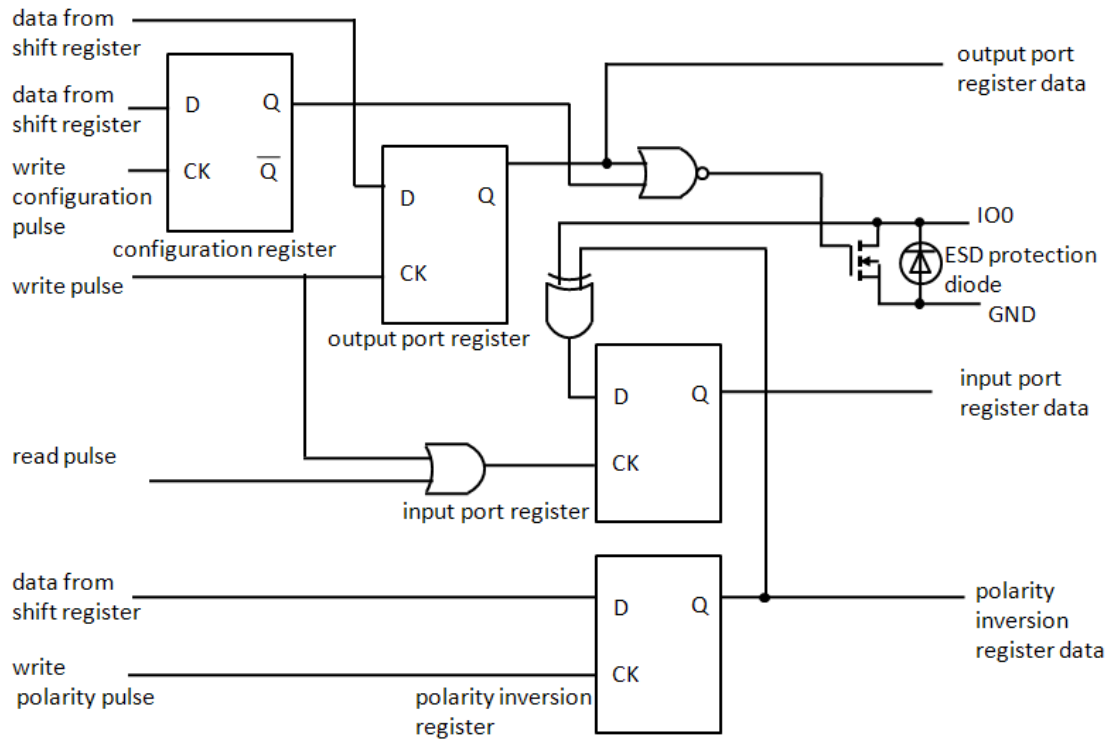 data from
shift register
data from
shift register
write
configuration
pulse
D
Q
CK
Q
configuration register
output port
register data
D
Q
CK
write pulse
output port register
IO0
ESD protection
diode
GND
D
Q
CK
input port
register data
read pulse
input port register
data from
shift register
D
Q
CK
polarity
inversion
register data
write
polarity pulse
polarity inversion
register